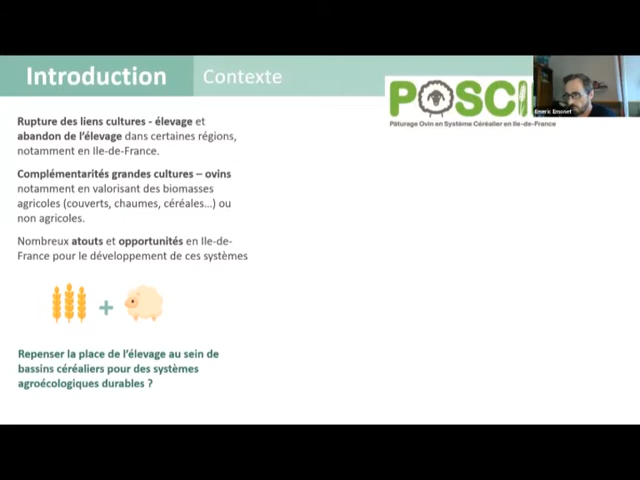 Introduction
Contexte
POSCI
Emeric Emonet
Pâturage Ovin en Système Céréalier en Ile-de-France
Rupture des liens cultures - élevage et
abandon de l'élevage dans certaines régions,
notamment en Ile-de-France.
Complémentarités grandes cultures – ovins
notamment en valorisant des biomasses
agricoles (couverts, chaumes, céréales...) ou
non agricoles.
Nombreux atouts et opportunités en Ile-de-
France pour le développement de ces systèmes
+
Repenser la place de l'élevage au sein de
bassins céréaliers pour des systèmes
agroécologiques durables ?